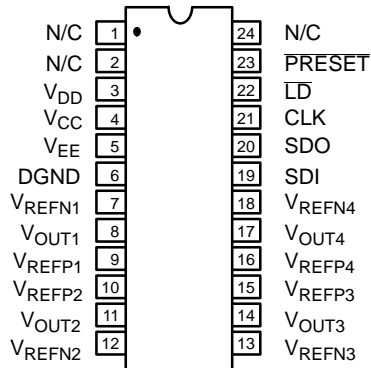 N/C 1 24 N/C
N/C 2 23 P̅R̅E̅S̅E̅T̅
VDD 3 22 L̅D̅
VCC 4 21 CLK
VEE 5 20 SDO
DGND 6 19 SDI
VREFN1 7 18 VREFN4
VOUT1 8 17 VOUT4
VREFP1 9 16 VREFP4
VREFP2 10 15 VREFP3
VOUT2 11 14 VOUT3
VREFN2 12 13 VREFN3